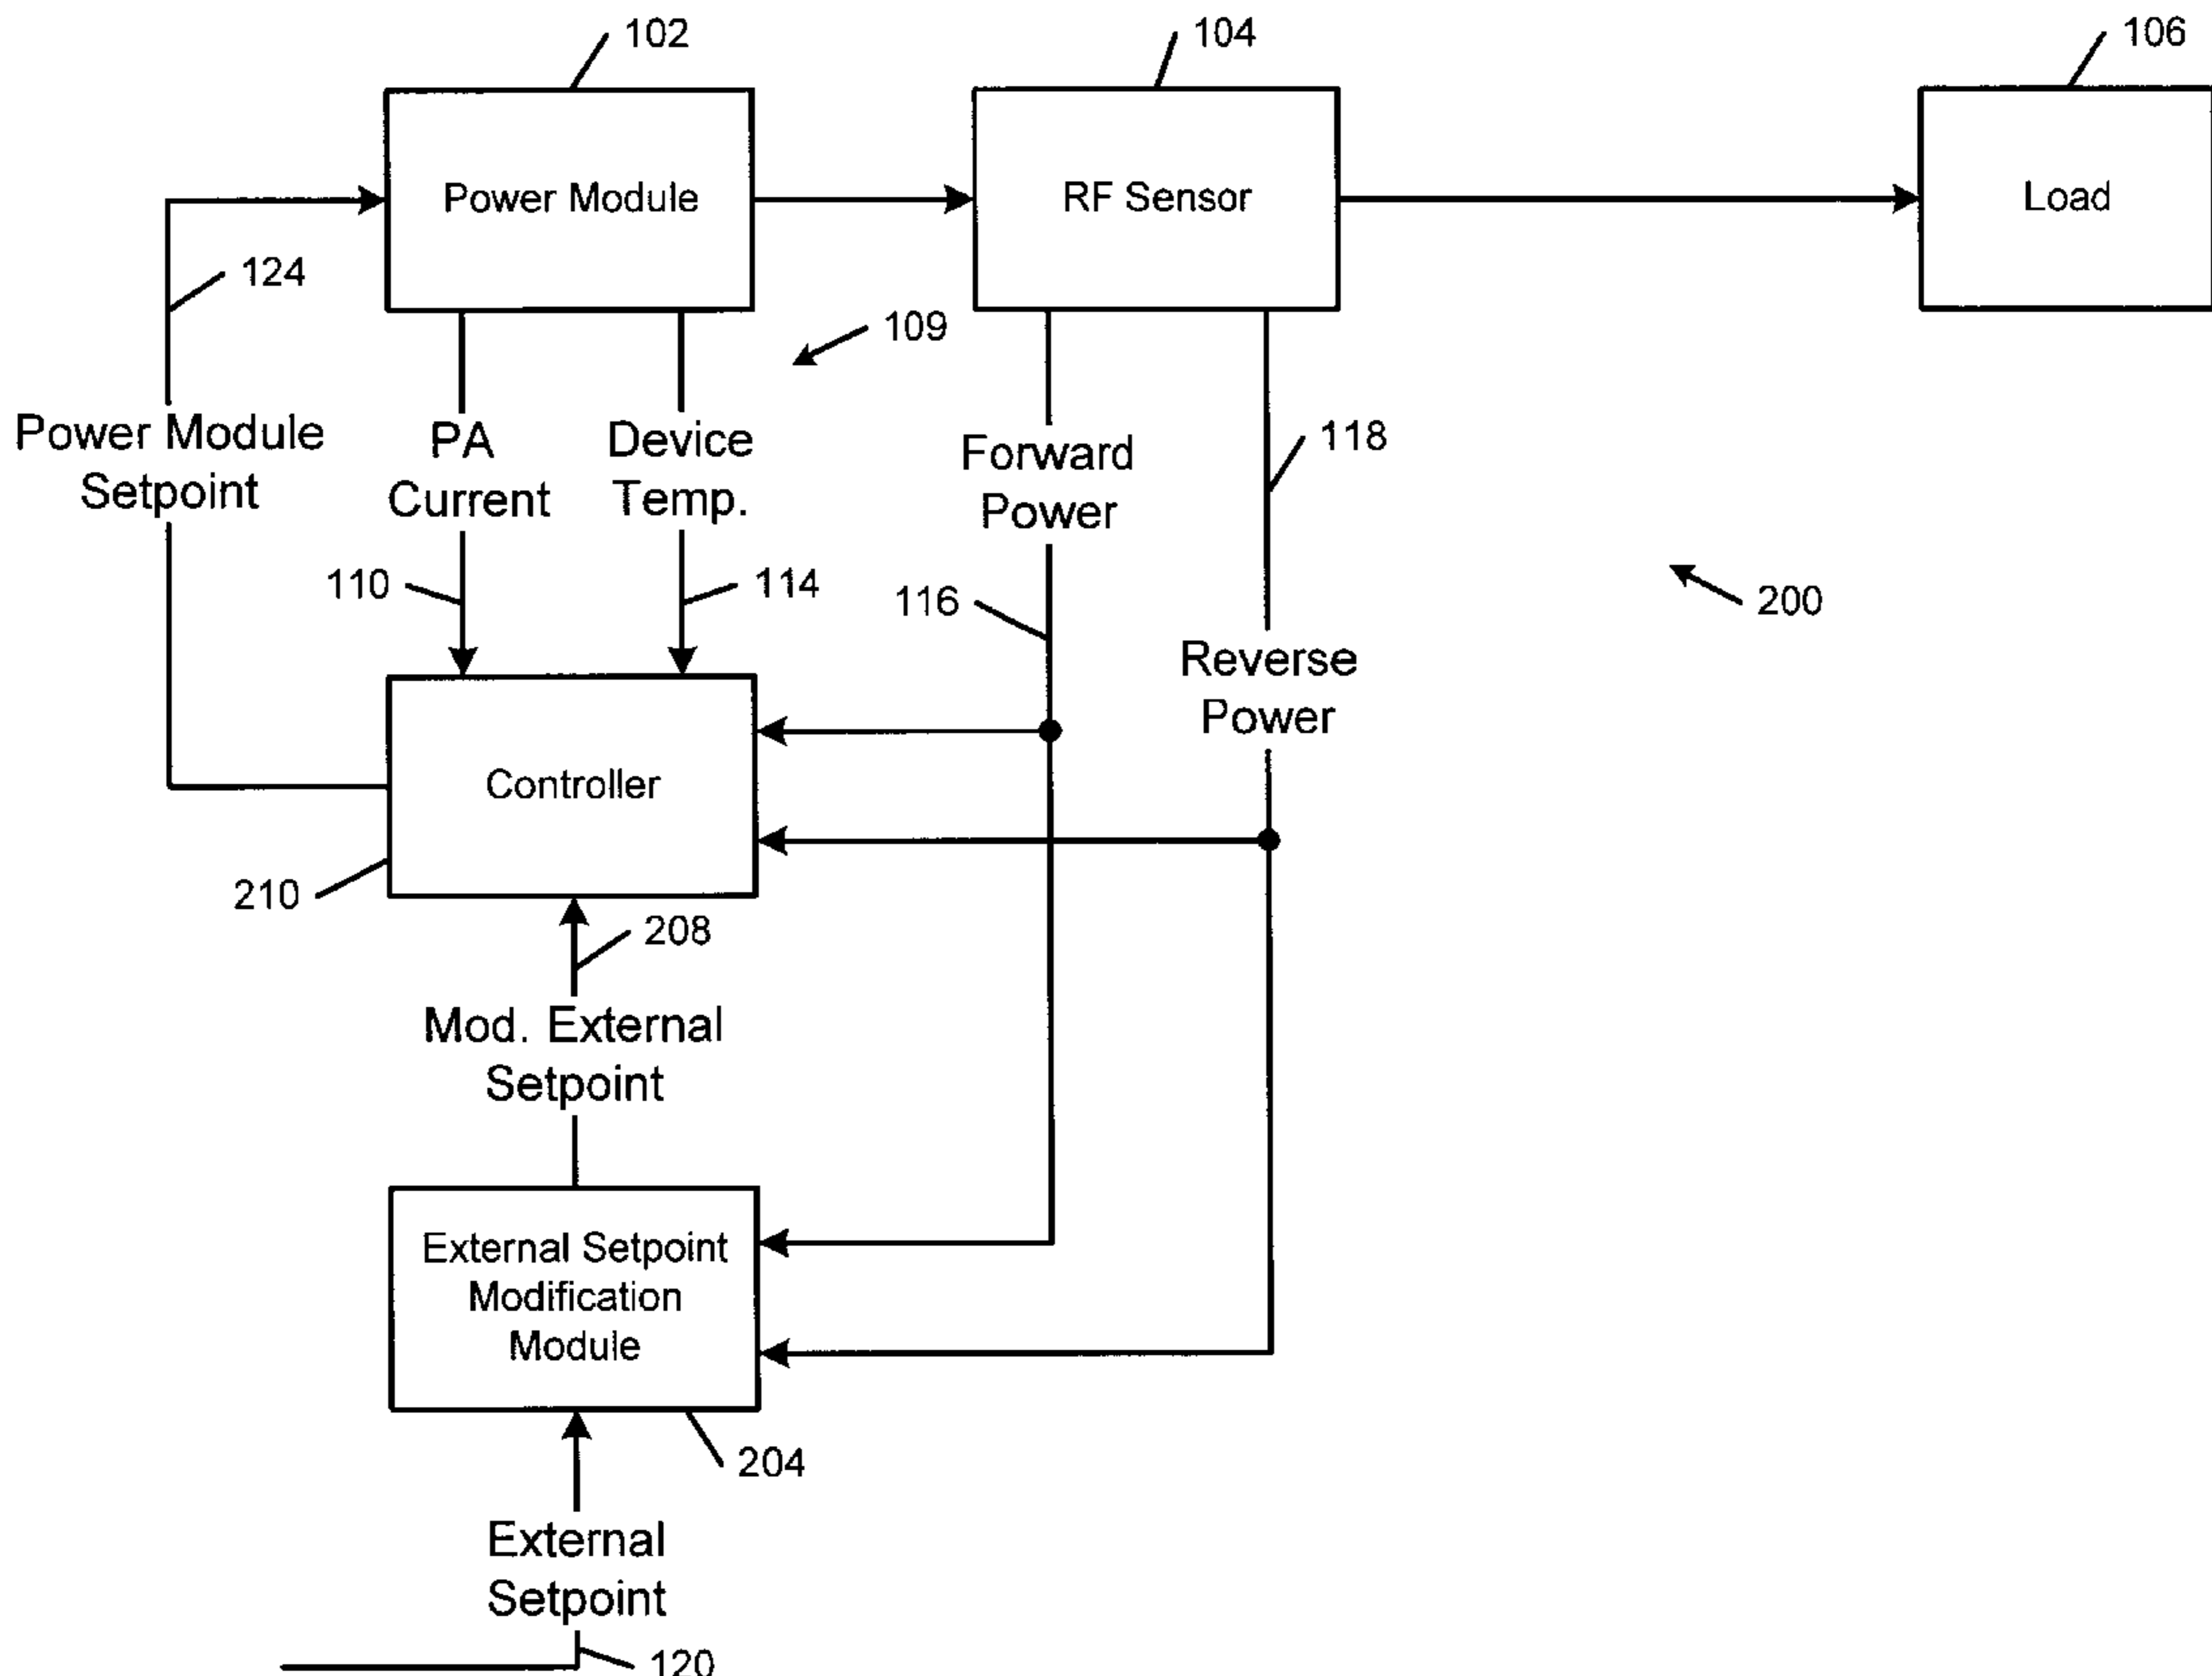 102
104
106
Power Module
RF Sensor
Load
124
109
Power Module
Setpoint
PA
Current
Device
Temp.
Forward
Power
118
110
114
116
200
Reverse
Power
Controller
210
208
Mod. External
Setpoint
External Setpoint
Modification
Module
204
External
Setpoint
120